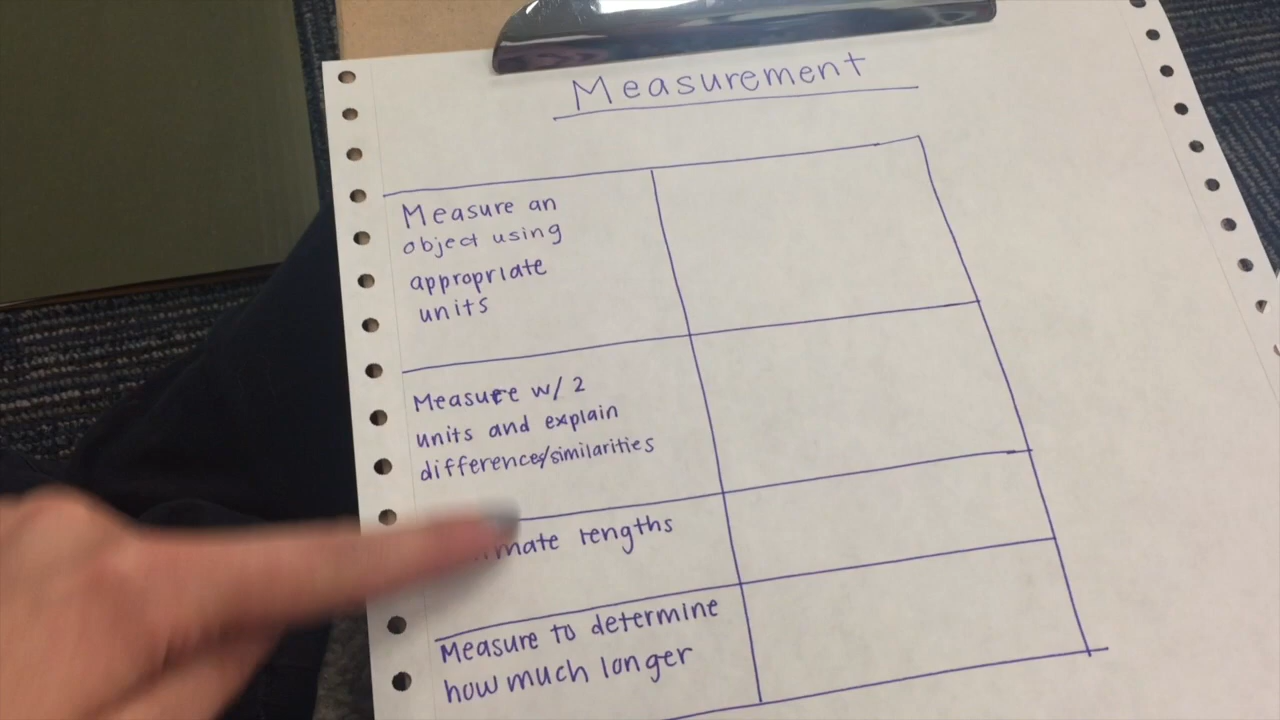 Measurement
Measure an
object using
appropriate
units
Measure w/ 2
units and explain
differences/similarities
lengths
Measure to determine
how much longer